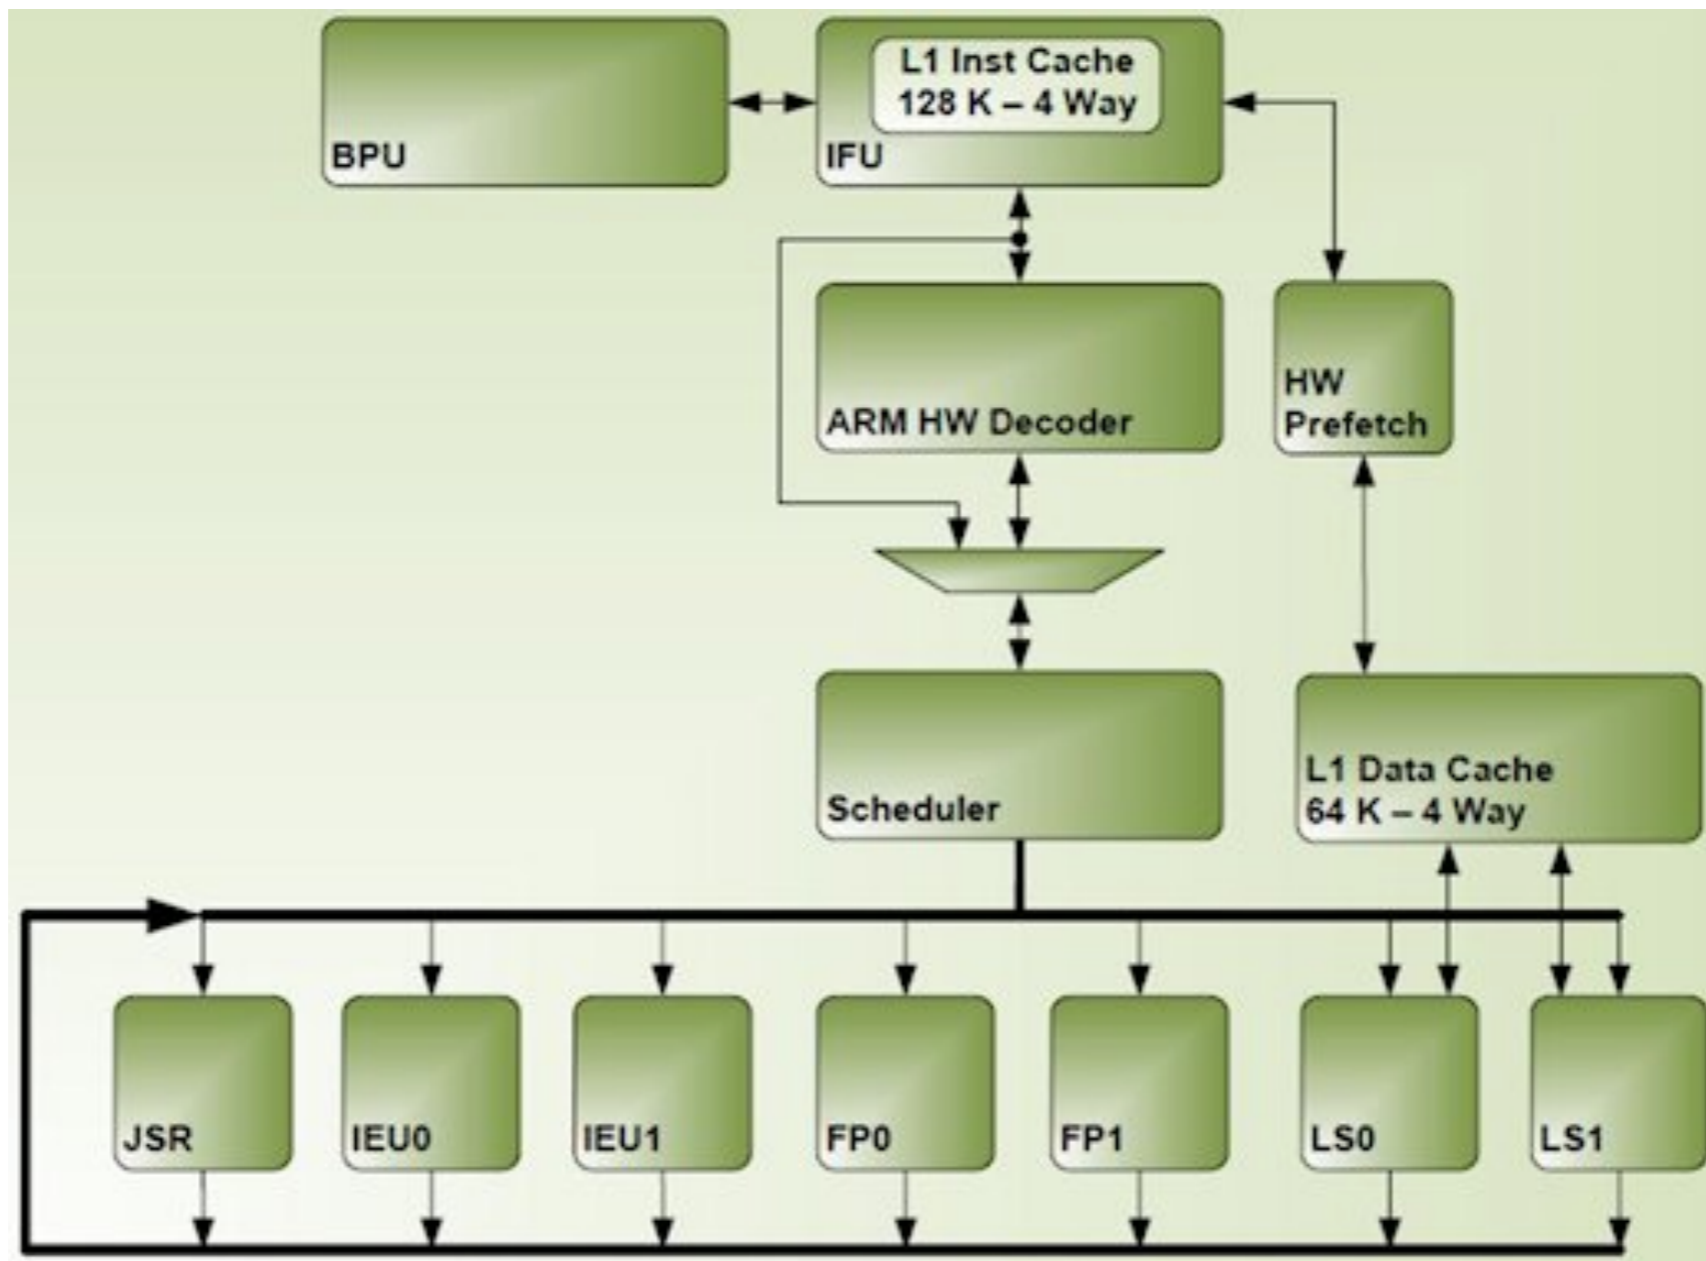 L1 Inst Cache
128 K – 4 Way
BPU
IFU
ARM HW Decoder
HW
Prefetch
Scheduler
L1 Data Cache
64 K – 4 Way
JSR
IEU0
IEU1
FP0
FP1
LS0
LS1